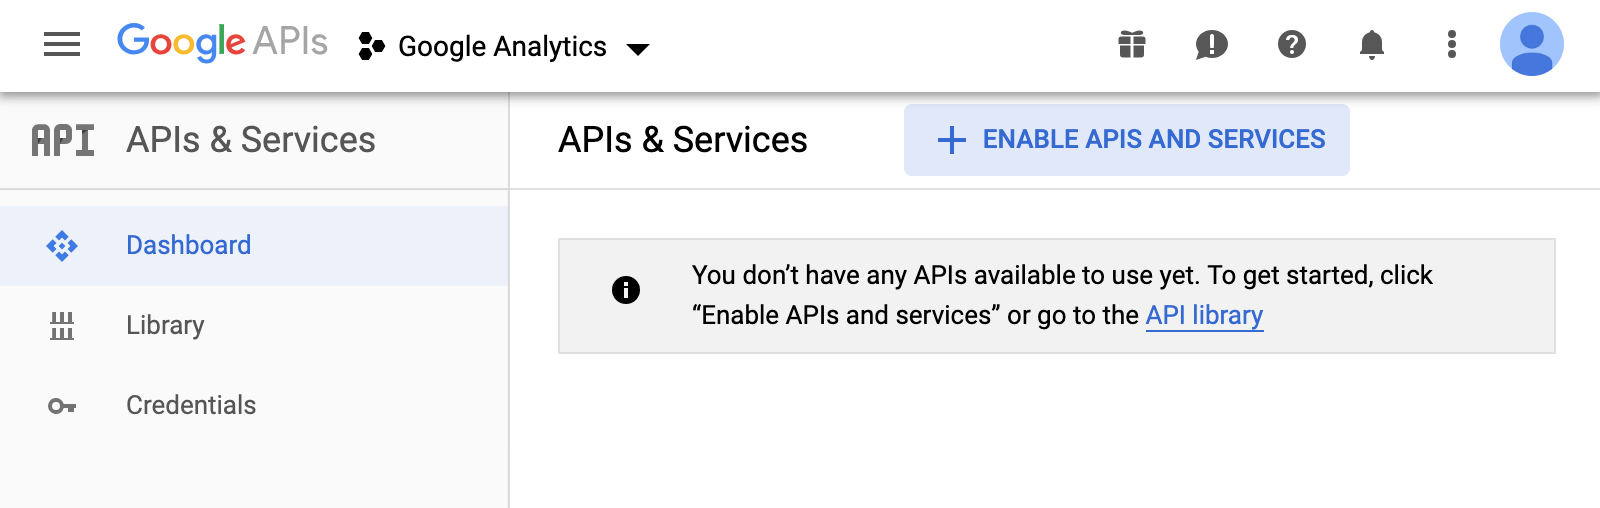 Google APIs
Google Analytics
API
APIs & Services
APIs & Services
ENABLE APIS AND SERVICES
Dashboard
Library
Credentials
You don’t have any APIs available to use yet. To get started, click
“Enable APIs and services” or go to the API library